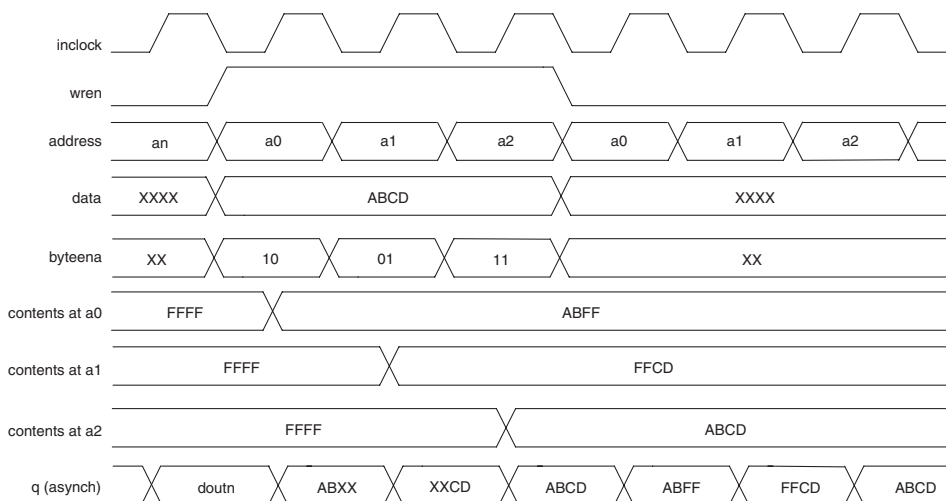 inclock
wren
address an a0 a1 a2 a0 a1 a2
data XXXX ABCD XXXX
byteena XX 10 01 11 XX
contents at a0 FFFF ABFF
contents at a1 FFFF FFCD
contents at a2 FFFF ABCD
q (asynch) doutn ABXX XXCD ABCD ABFF FFCD ABCD